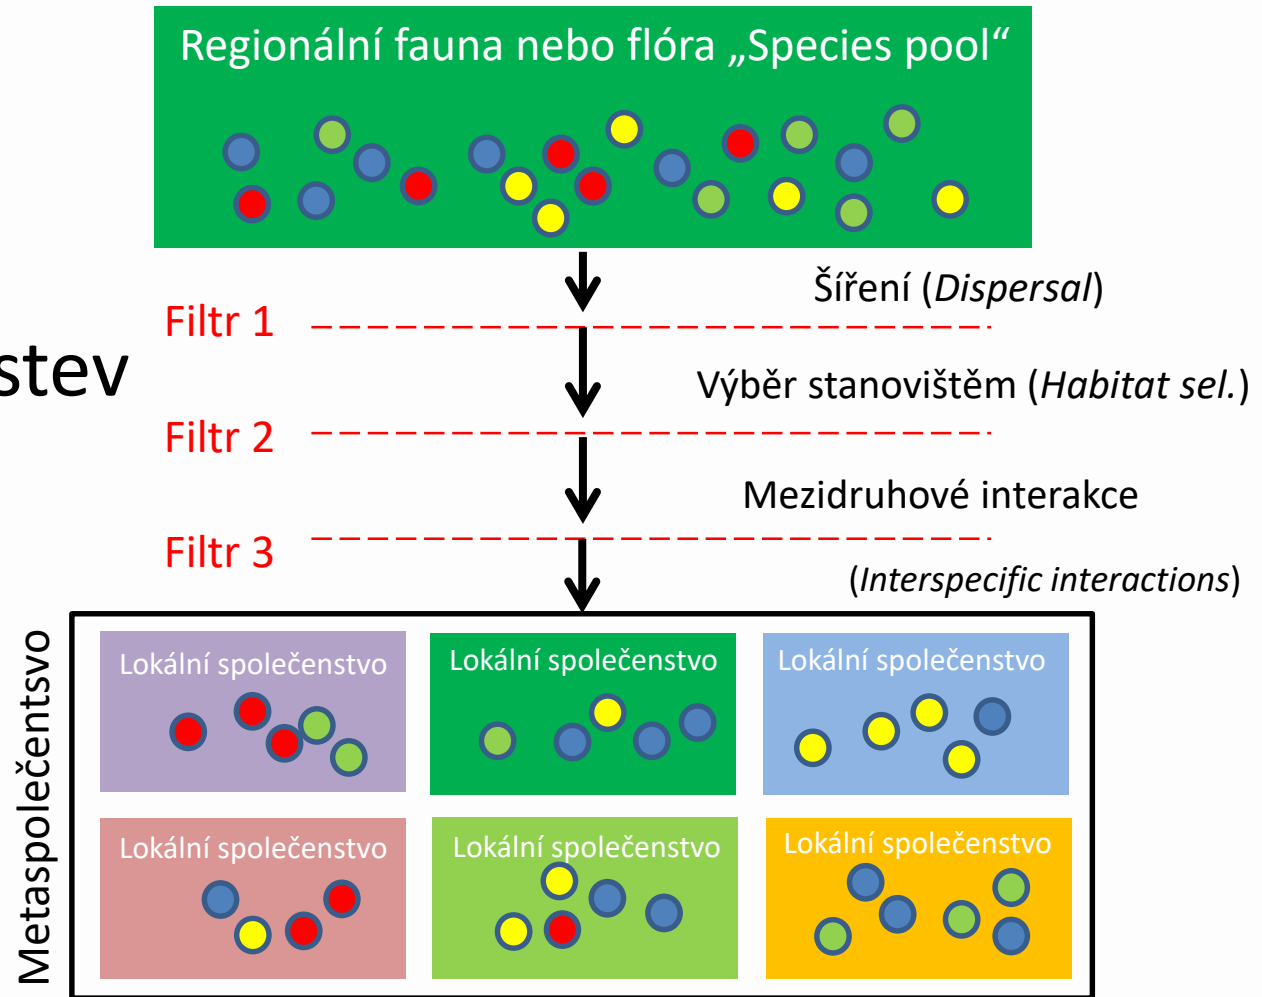 Regionální fauna nebo flóra „Species pool“
Šíření (Dispersal)
Filtr 1
stev
Výběr stanovištěm (Habitat sel.)
Filtr 2
Mezidruhové interakce
Filtr 3
(Interspecific interactions)
Metaspolečentsvo
Lokální společenstvo
Lokální společenstvo
Lokální společenstvo
Lokální společenstvo
Lokální společenstvo
Lokální společenstvo